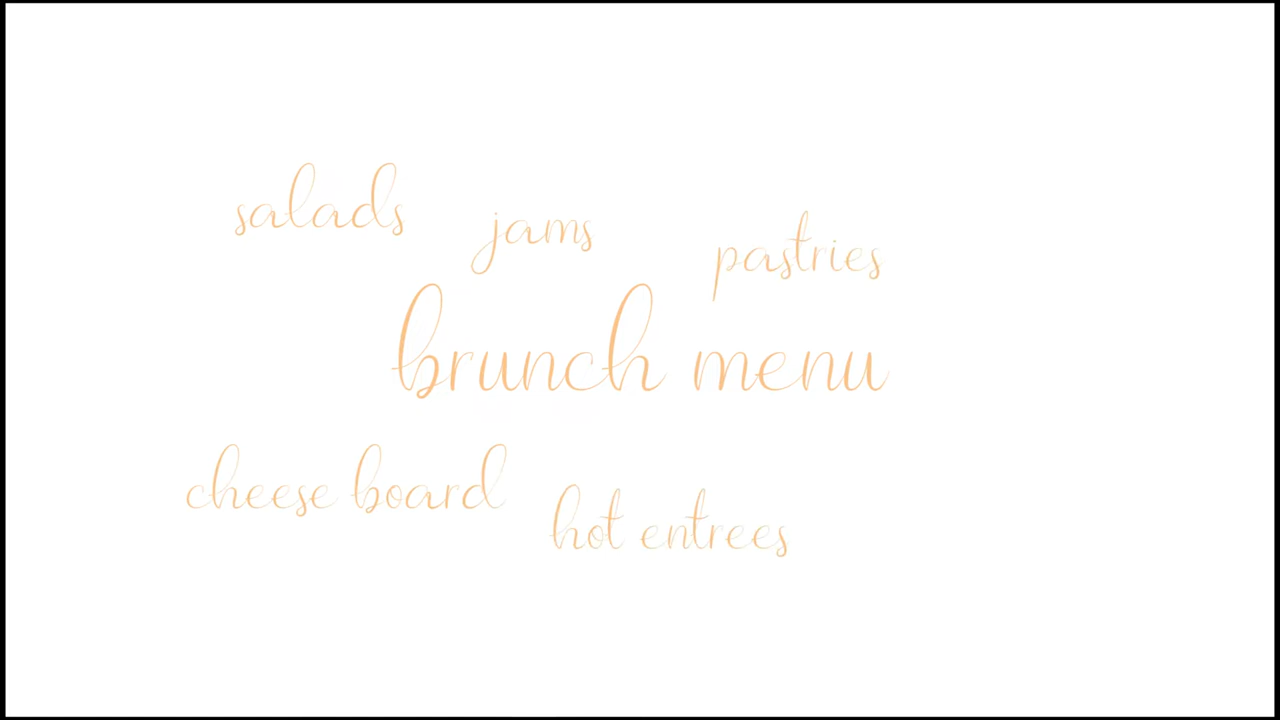 salads
jams
pastries
brunch menu
cheese board
hot entrees